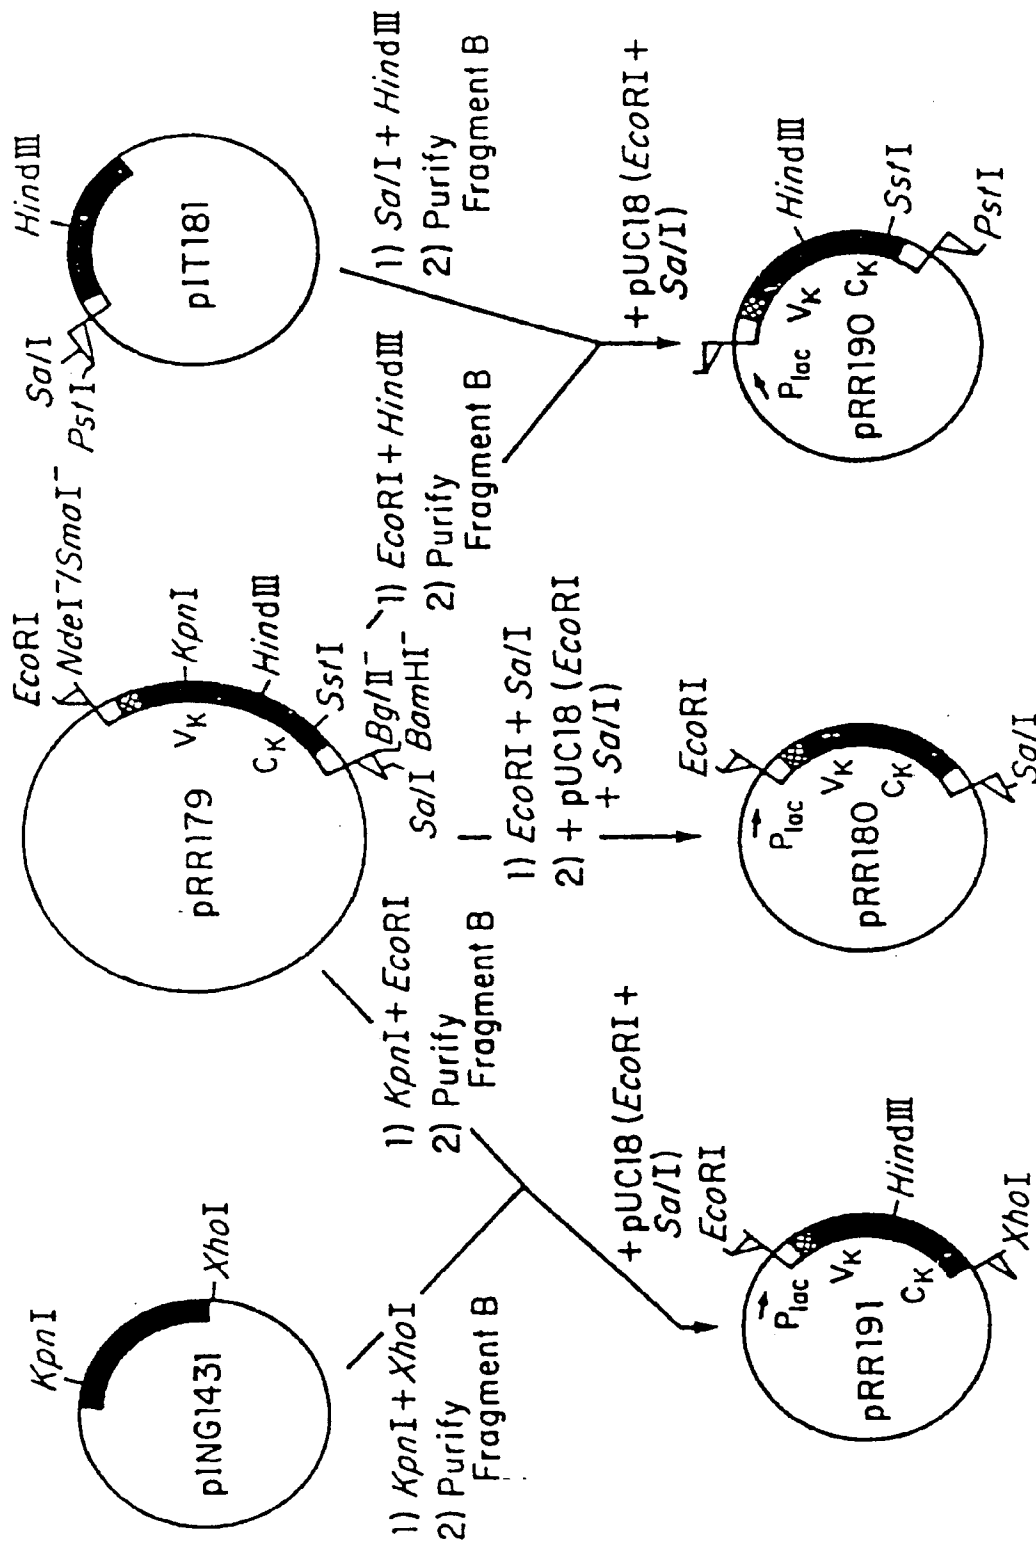 KpnI
XhoI
pING1431
1) KpnI + XhoI
2) Purify
Fragment B
EcoRI
NdeI⁻/SmaI⁻
KpnI
VK
HindIII
CK
SstI
BglII⁻
SalI BamHI⁻
pRR179
SalI
PstI
HindIII
pIT181
1) KpnI + EcoRI
2) Purify
Fragment B
1) EcoRI + SalI
2) + pUC18 (EcoRI
+ SalI)
1) EcoRI + HindIII
2) Purify
Fragment B
1) SalI + HindIII
2) Purify
Fragment B
+ pUC18 (EcoRI +
SalI)
EcoRI
Plac
VK
HindIII
CK
XhoI
pRR191
EcoRI
Plac
VK
CK
SalI
pRR180
+ pUC18 (EcoRI +
SalI)
Plac
VK
HindIII
CK
SstI
PstI
pRR190